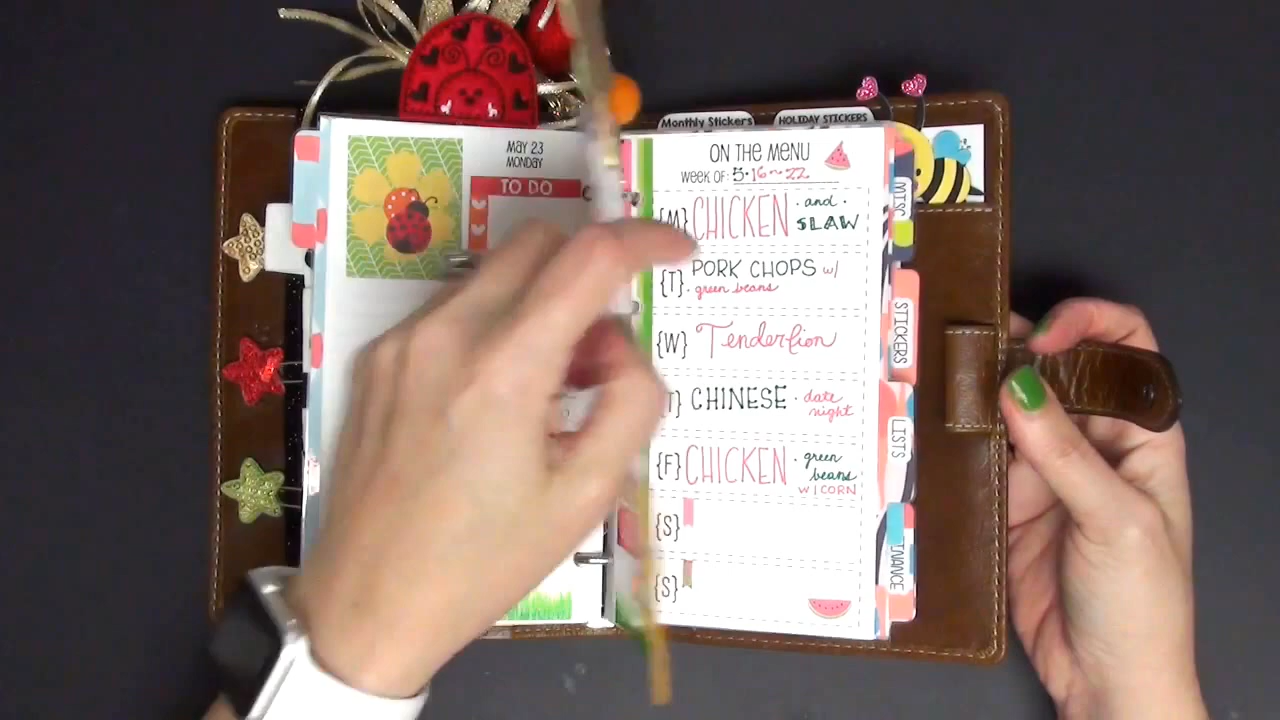 Monthly Stickers
HOLIDAY STICKERS
MAY 23
MONDAY
TO DO
ON THE MENU
WEEK OF: 5.16-22
{M} CHICKEN · and · SLAW
{T} · PORK CHOPS w/ green beans
{W} Tenderlion
T} CHINESE · date night
{F} CHICKEN · green beans W/CORN
{S}
{S}
MISC
STICKERS
LISTS
FINANCE